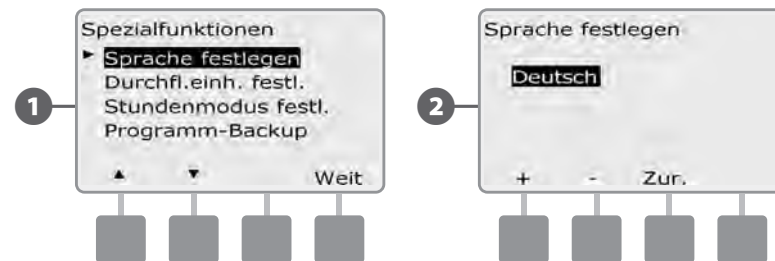 1
Spezialfunktionen
► Sprache festlegen
Durchfl.einh. festl.
Stundenmodus festl.
Programm-Backup
▲ ▼ Weit
2
Sprache festlegen
Deutsch
+ - Zur.